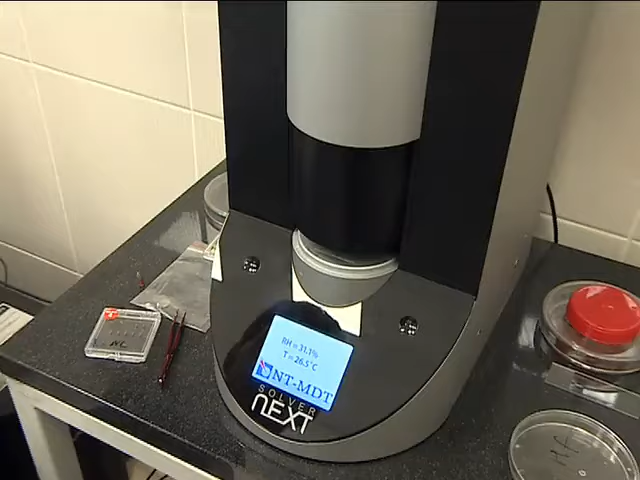 RH=31.1%
T=26.5°C
NT-MDT
SOLVER
NEXT